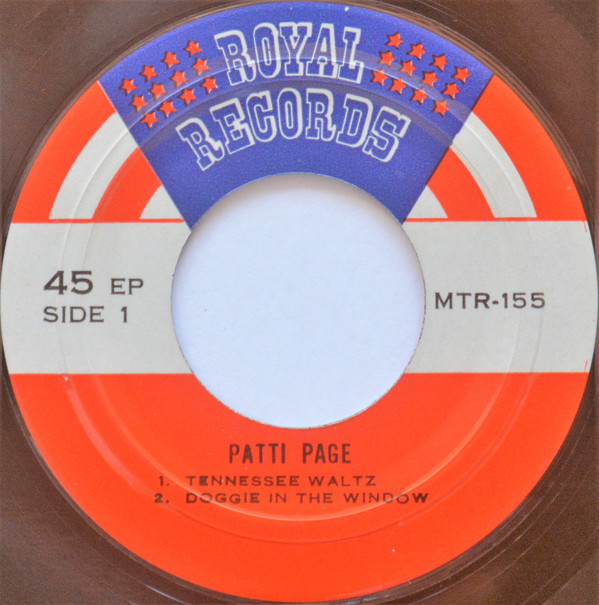 ROYAL
RECORDS
45 EP
SIDE 1
MTR-155
PATTI PAGE
1. TENNESSEE WALTZ
2. DOGGIE IN THE WINDOW